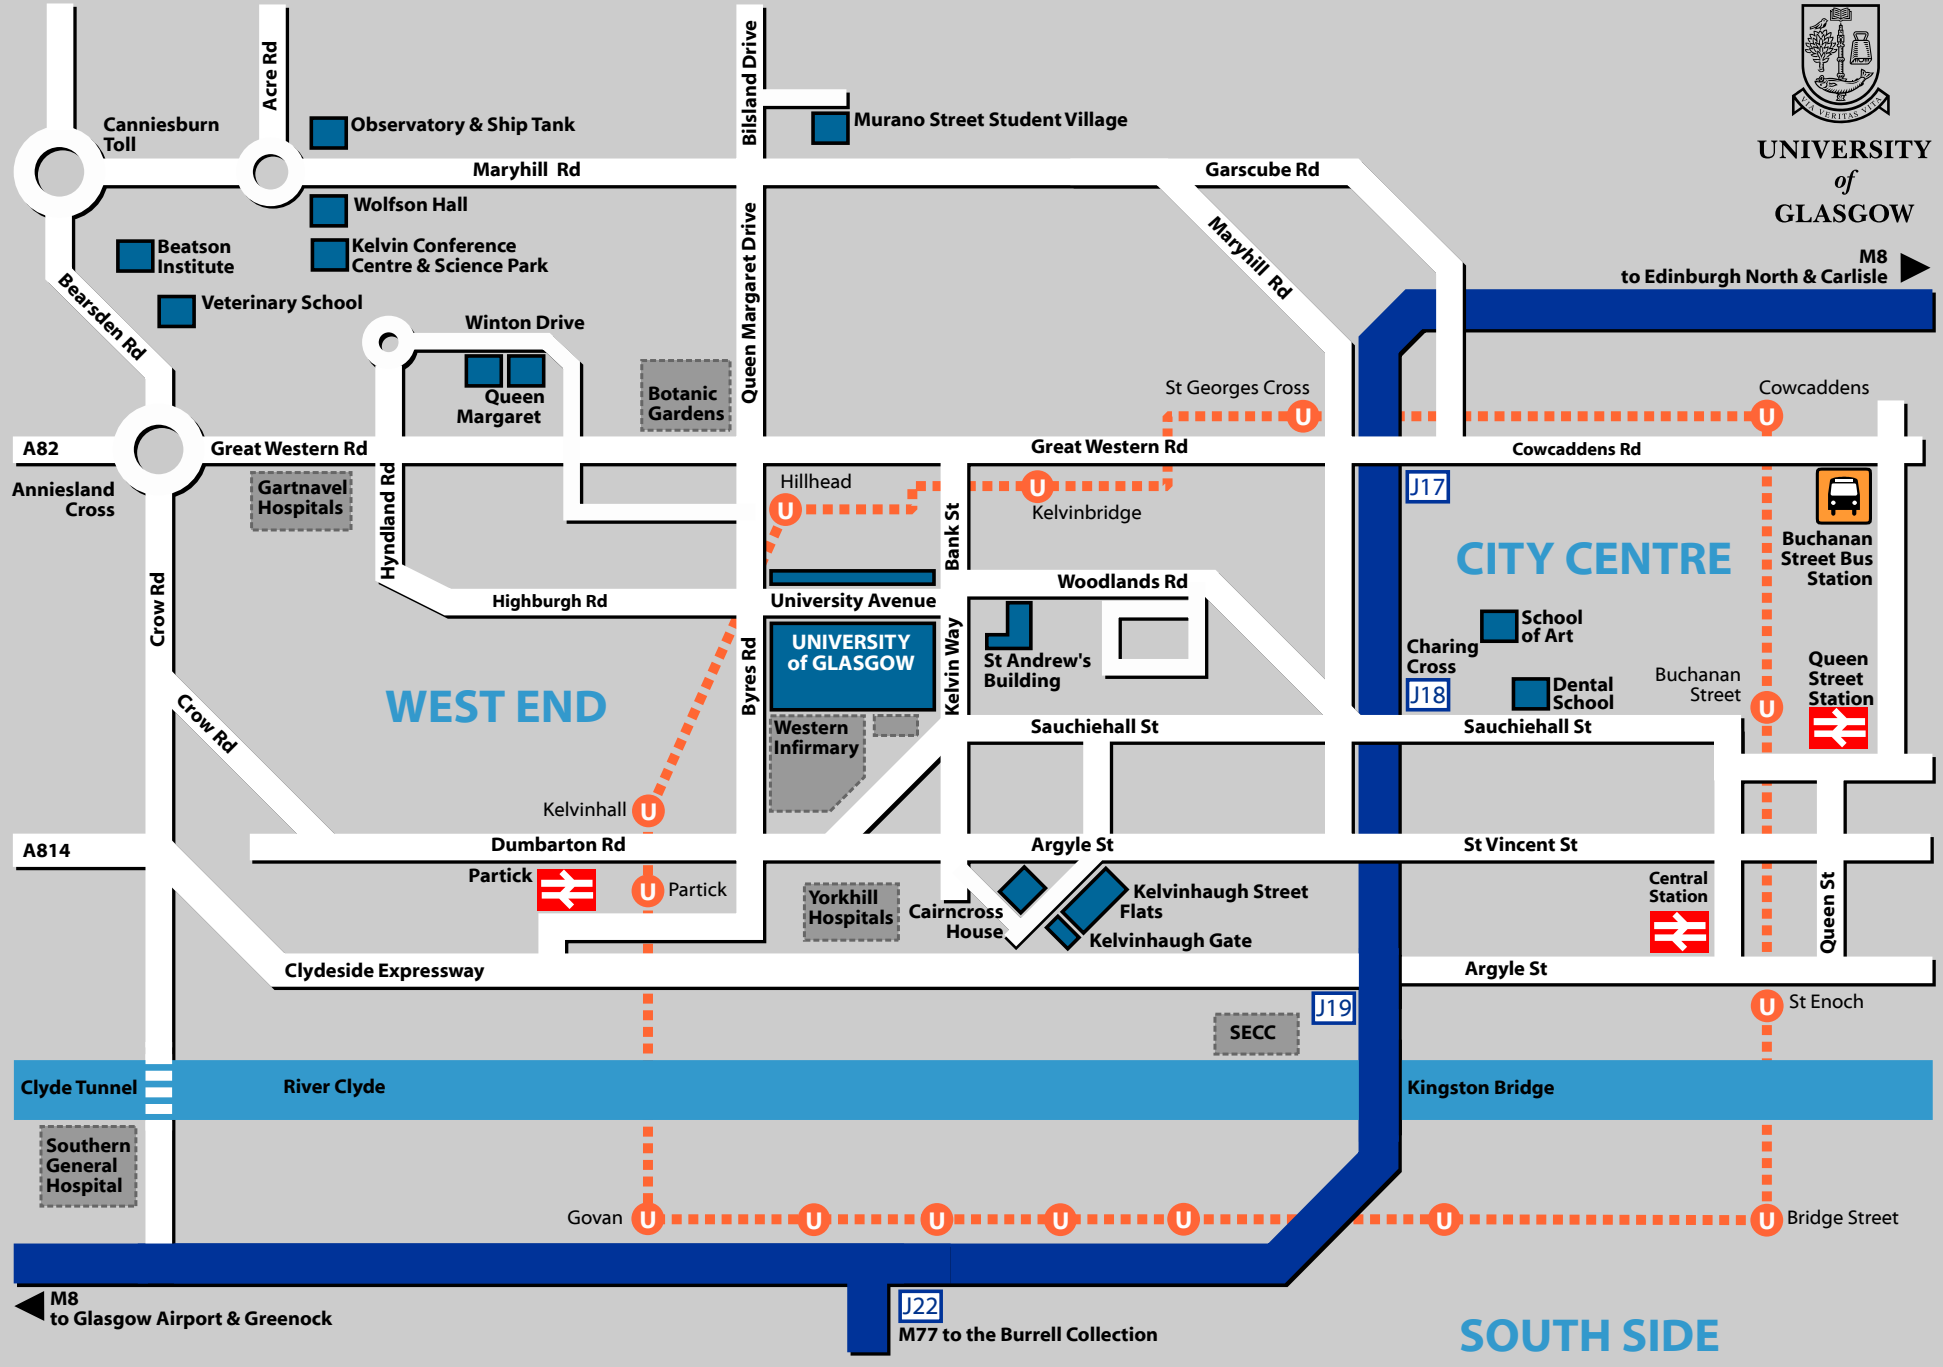 Acre Rd
Bilsland Drive
VIA VERITAS VITA
UNIVERSITY
of
GLASGOW
Canniesburn
Toll
Observatory & Ship Tank
Murano Street Student Village
Maryhill Rd
Garscube Rd
Wolfson Hall
Beatson
Institute
Kelvin Conference
Centre & Science Park
Queen Margaret Drive
Maryhill Rd
M8
to Edinburgh North & Carlisle
Bearsden Rd
Veterinary School
Winton Drive
Queen
Margaret
Botanic
Gardens
St Georges Cross
U
Cowcaddens
U
A82
Great Western Rd
Great Western Rd
Cowcaddens Rd
Anniesland
Cross
Gartnavel
Hospitals
Hyndland Rd
Hillhead
U
U
Kelvinbridge
Bank St
J17
CITY CENTRE
Buchanan
Street Bus
Station
Crow Rd
Highburgh Rd
University Avenue
Woodlands Rd
UNIVERSITY
of GLASGOW
Byres Rd
Kelvin Way
St Andrew's
Building
Charing
Cross
J18
School
of Art
Dental
School
Buchanan
Street
U
Queen
Street
Station
WEST END
Crow Rd
Western
Infirmary
Sauchiehall St
Sauchiehall St
Kelvinhall
U
A814
Dumbarton Rd
Argyle St
St Vincent St
Partick
U
Partick
Yorkhill
Hospitals
Cairncross
House
Kelvinhaugh Street
Flats
Kelvinhaugh Gate
Central
Station
Queen St
Clydeside Expressway
Argyle St
J19
SECC
U
St Enoch
Clyde Tunnel
River Clyde
Kingston Bridge
Southern
General
Hospital
Govan
U
U
U
U
U
U
U
Bridge Street
M8
to Glasgow Airport & Greenock
J22
M77 to the Burrell Collection
SOUTH SIDE